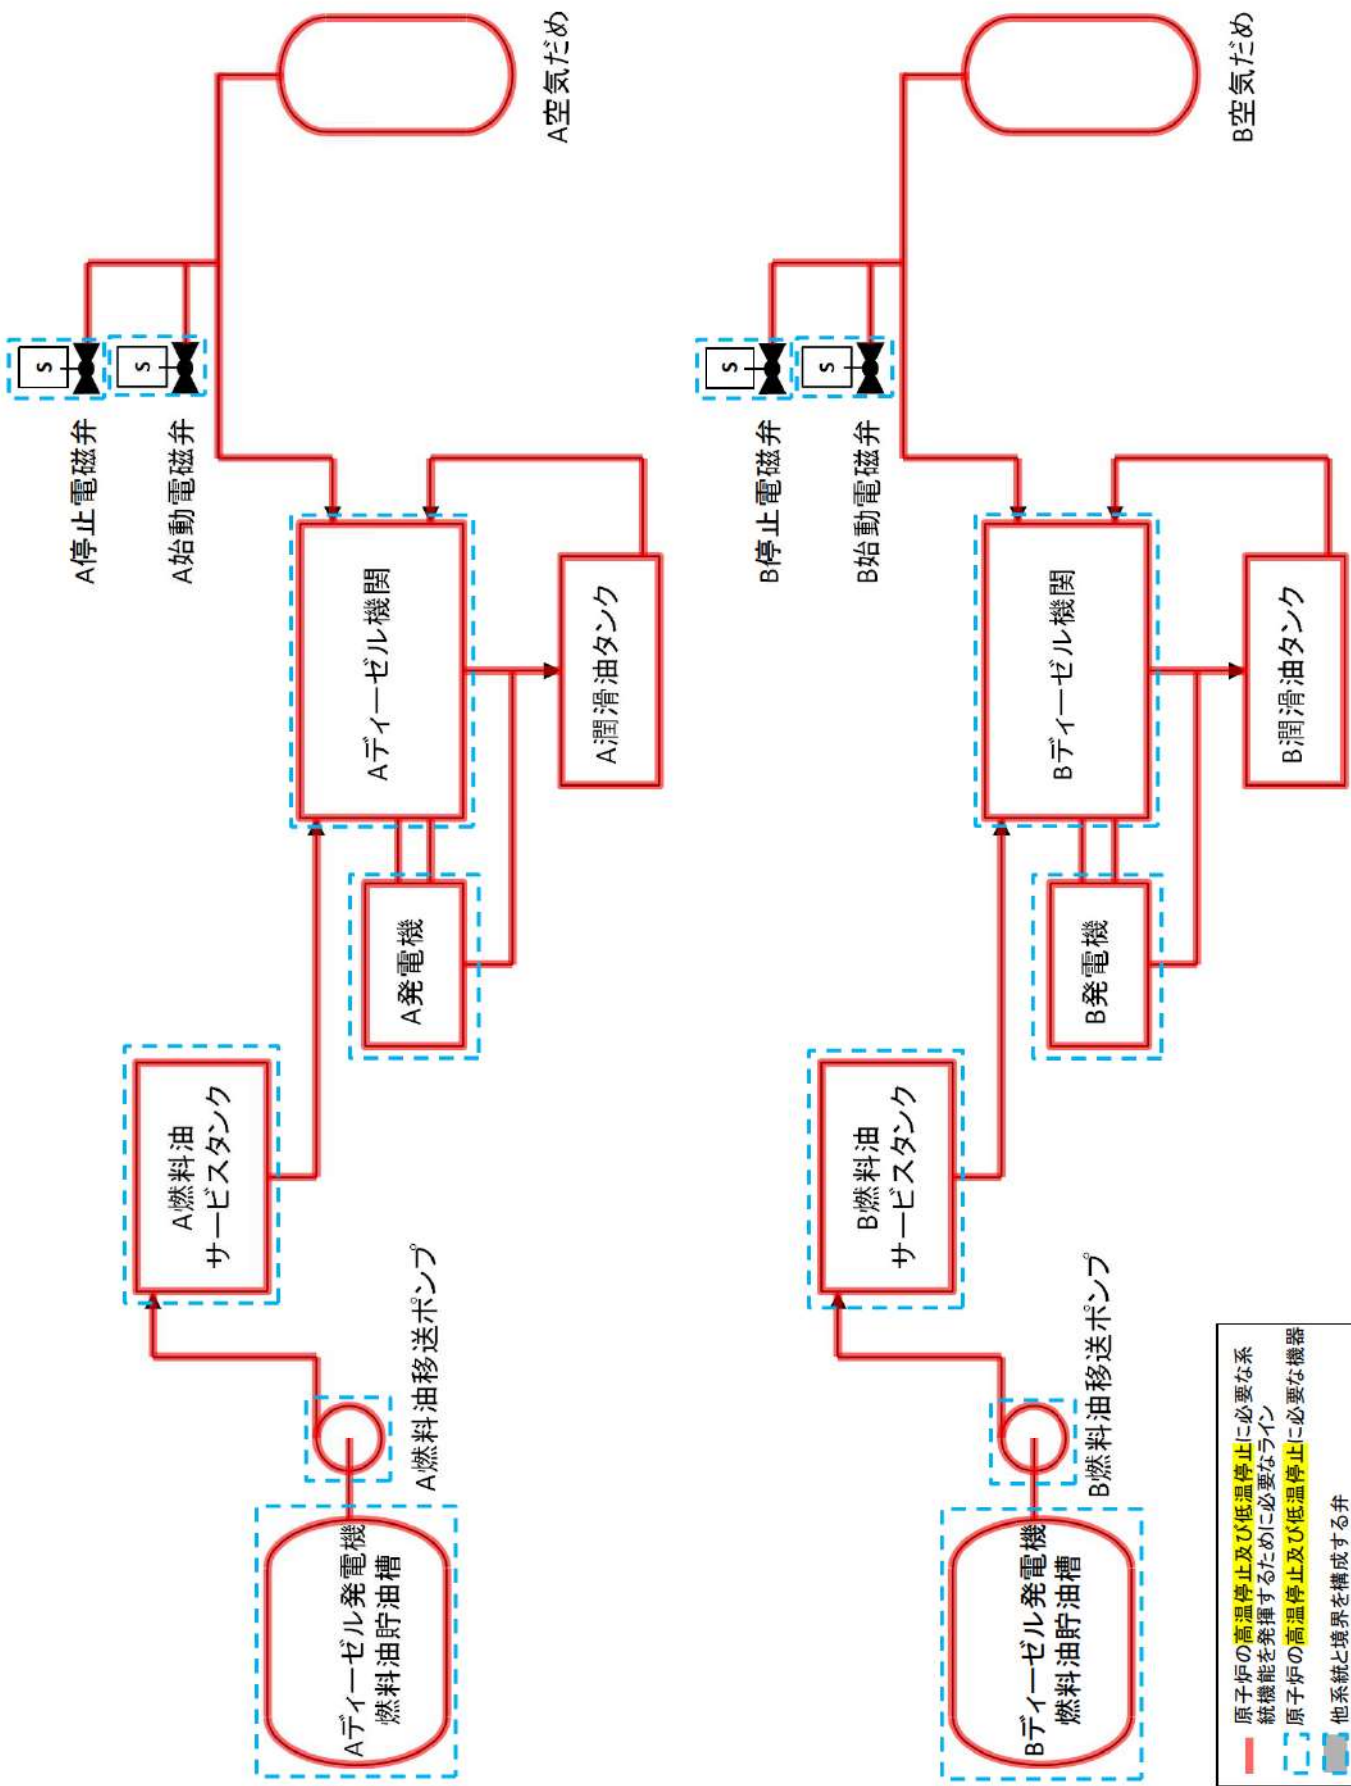 Aディーゼル発電機
燃料油貯油槽
A燃料油移送ポンプ
A燃料油
サービスタンク
A発電機
Aディーゼル機関
A潤滑油タンク
A停止電磁弁
S
A始動電磁弁
S
A空気だめ
Bディーゼル発電機
燃料油貯油槽
B燃料油移送ポンプ
B燃料油
サービスタンク
B発電機
Bディーゼル機関
B潤滑油タンク
B停止電磁弁
S
B始動電磁弁
S
B空気だめ
原子炉の高温停止及び低温停止に必要な系
統機能を発揮するために必要なライン
原子炉の高温停止及び低温停止に必要な機器
他系統と境界を構成する弁